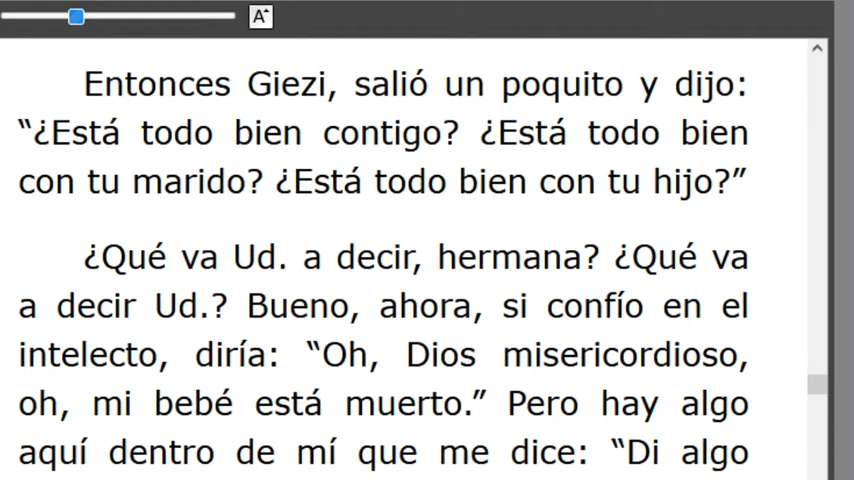 A
Entonces Giezi, salió un poquito y dijo:
“¿Está todo bien contigo? ¿Está todo bien
con tu marido? ¿Está todo bien con tu hijo?”
¿Qué va Ud. a decir, hermana? ¿Qué va
a decir Ud.? Bueno, ahora, si confío en el
intelecto, diría: “Oh, Dios misericordioso,
oh, mi bebé está muerto.” Pero hay algo
aquí dentro de mí que me dice: “Di algo